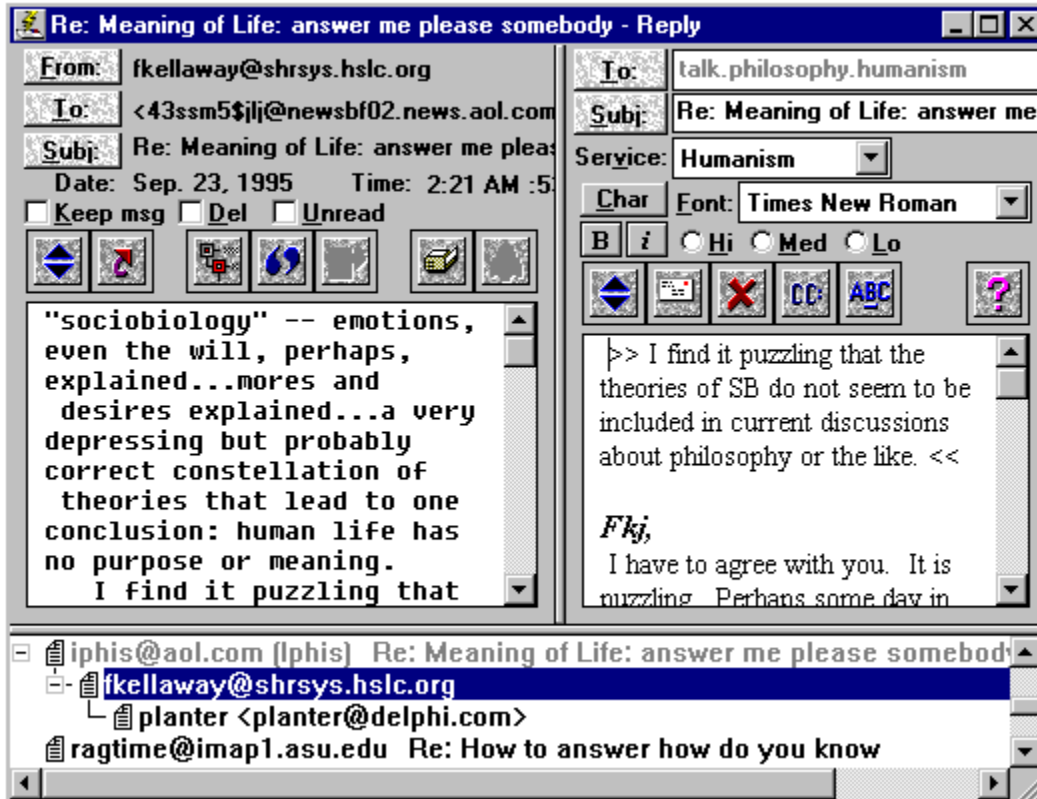 Re: Meaning of Life: answer me please somebody - Reply
From: fkellaway@shrsys.hslc.org
To: <43ssm5$jlj@newsbf02.news.aol.com
Subj: Re: Meaning of Life: answer me pleas
Date: Sep. 23, 1995 Time: 2:21 AM :53
Keep msg Del Unread
"sociobiology" -- emotions,
even the will, perhaps,
explained...mores and
desires explained...a very
depressing but probably
correct constellation of
theories that lead to one
conclusion: human life has
no purpose or meaning.
I find it puzzling that
To: talk.philosophy.humanism
Subj: Re: Meaning of Life: answer me
Service: Humanism
Char Font: Times New Roman
B i Hi Med Lo
CC: ABC ?
>> I find it puzzling that the
theories of SB do not seem to be
included in current discussions
about philosophy or the like. <<
Fkj,
I have to agree with you. It is
puzzling. Perhaps some day in
iphis@aol.com (Iphis) Re: Meaning of Life: answer me please somebody
fkellaway@shrsys.hslc.org
planter <planter@delphi.com>
ragtime@imap1.asu.edu Re: How to answer how do you know